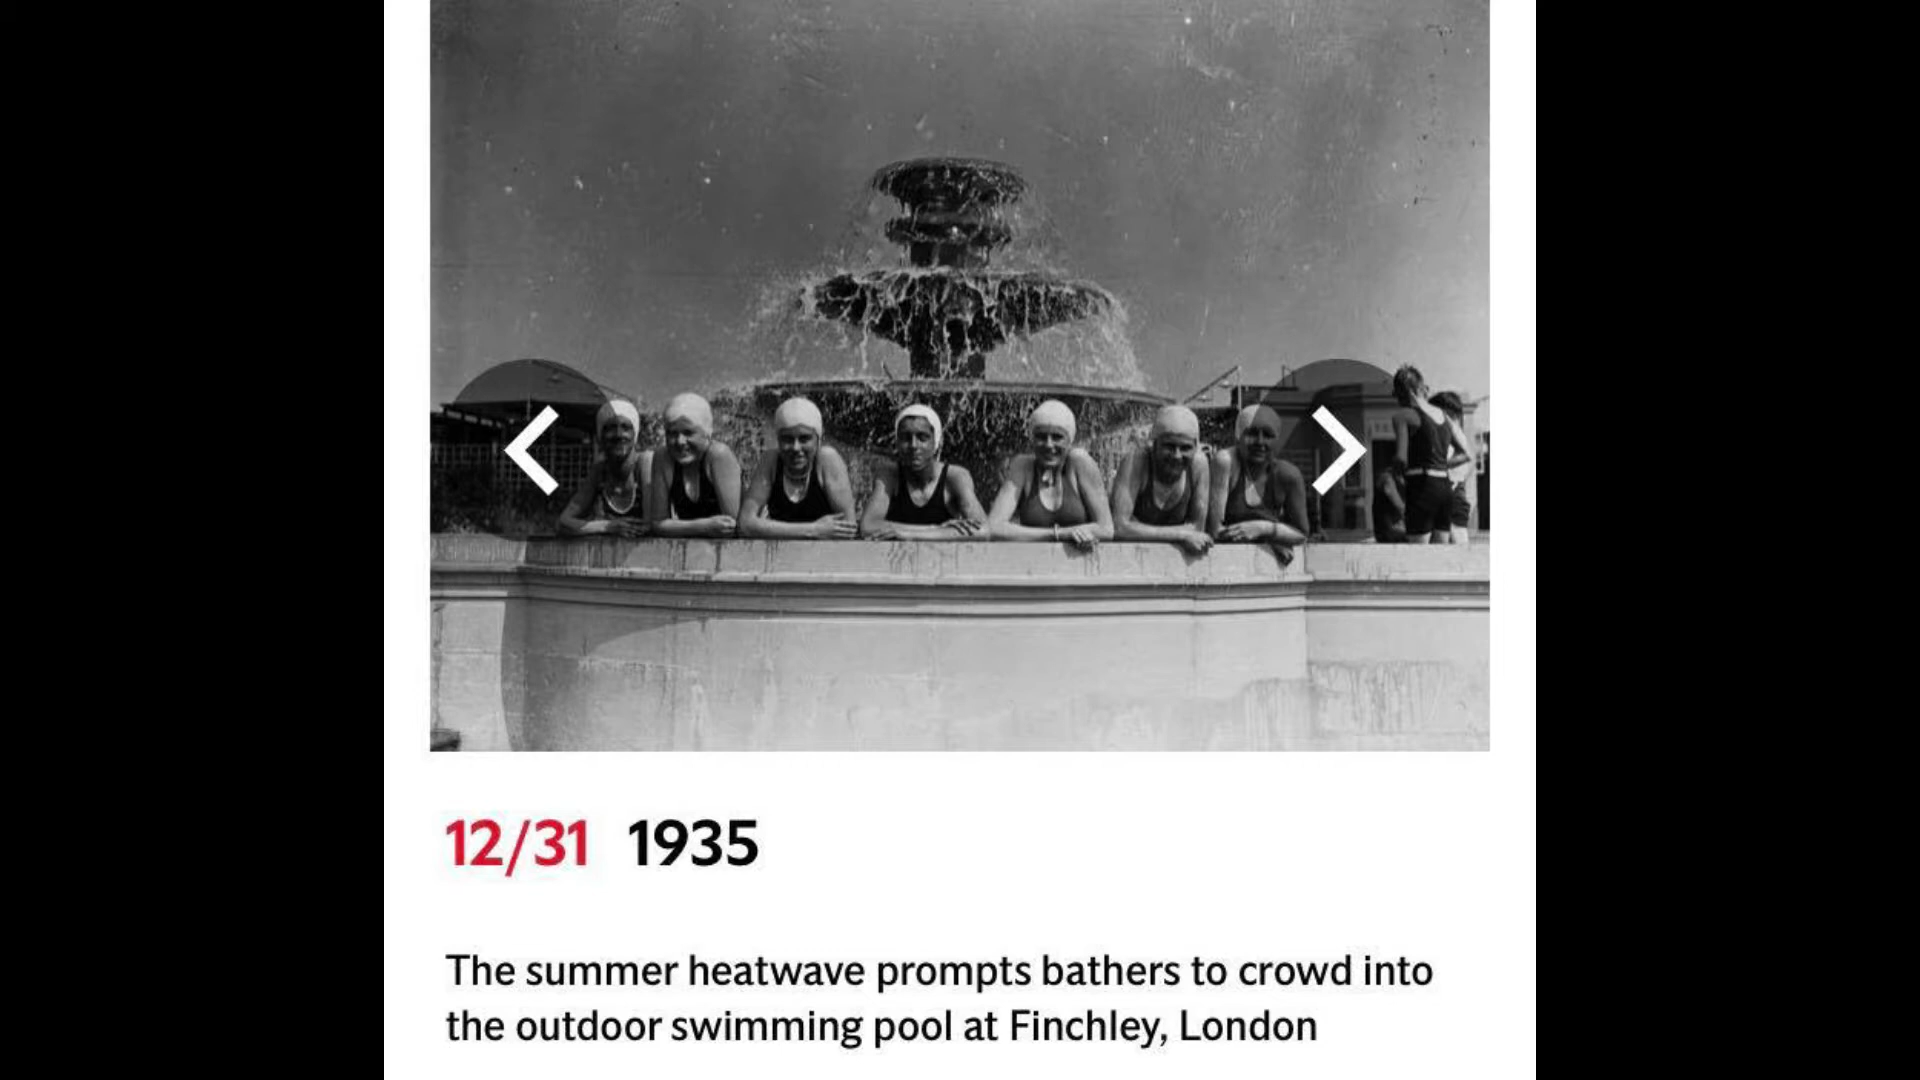 12/31 1935
The summer heatwave prompts bathers to crowd into
the outdoor swimming pool at Finchley, London